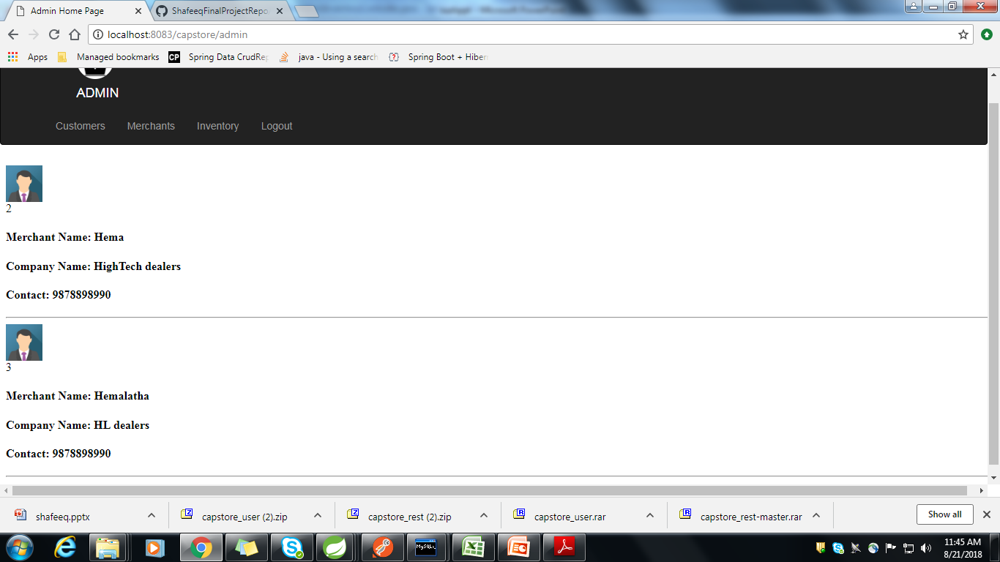 Admin Home Page
ShafeeqFinalProjectRepo
localhost:8083/capstore/admin
Apps
Managed bookmarks
CP
Spring Data CrudRep
java - Using a search
Spring Boot + Hiber
ADMIN
Customers
Merchants
Inventory
Logout
2
Merchant Name: Hema
Company Name: HighTech dealers
Contact: 9878898990
3
Merchant Name: Hemalatha
Company Name: HL dealers
Contact: 9878898990
shafeeq.pptx
capstore_user (2).zip
capstore_rest (2).zip
capstore_user.rar
capstore_rest-master.rar
Show all
MySQL
11:45 AM
8/21/2018